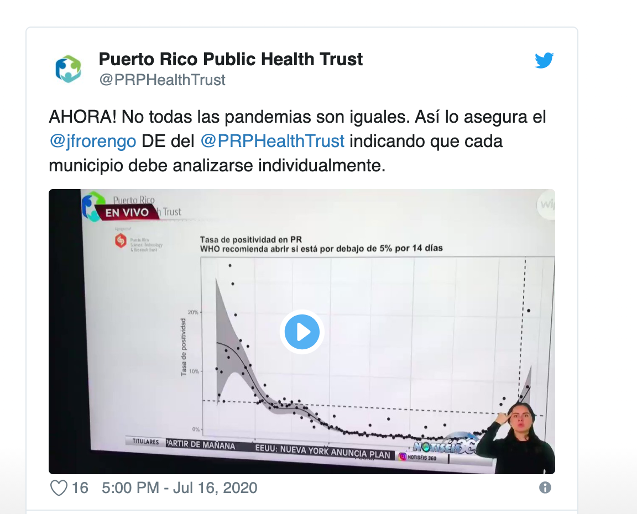 Puerto Rico Public Health Trust
@PRPHealthTrust
AHORA! No todas las pandemias son iguales. Así lo asegura el
@jfrorengo DE del @PRPHealthTrust indicando que cada
municipio debe analizarse individualmente.
Puerto Rico
h Trust
EN VIVO
Tasa de positividad en PR
WHO recomienda abrir si está por debajo de 5% por 14 días
Tasa de positividad
20%
10%
0%
TITULARES
PARTIR DE MAÑANA
EEUU: NUEVA YORK ANUNCIA PLAN
NOTICIAS 360
16
5:00 PM - Jul 16, 2020